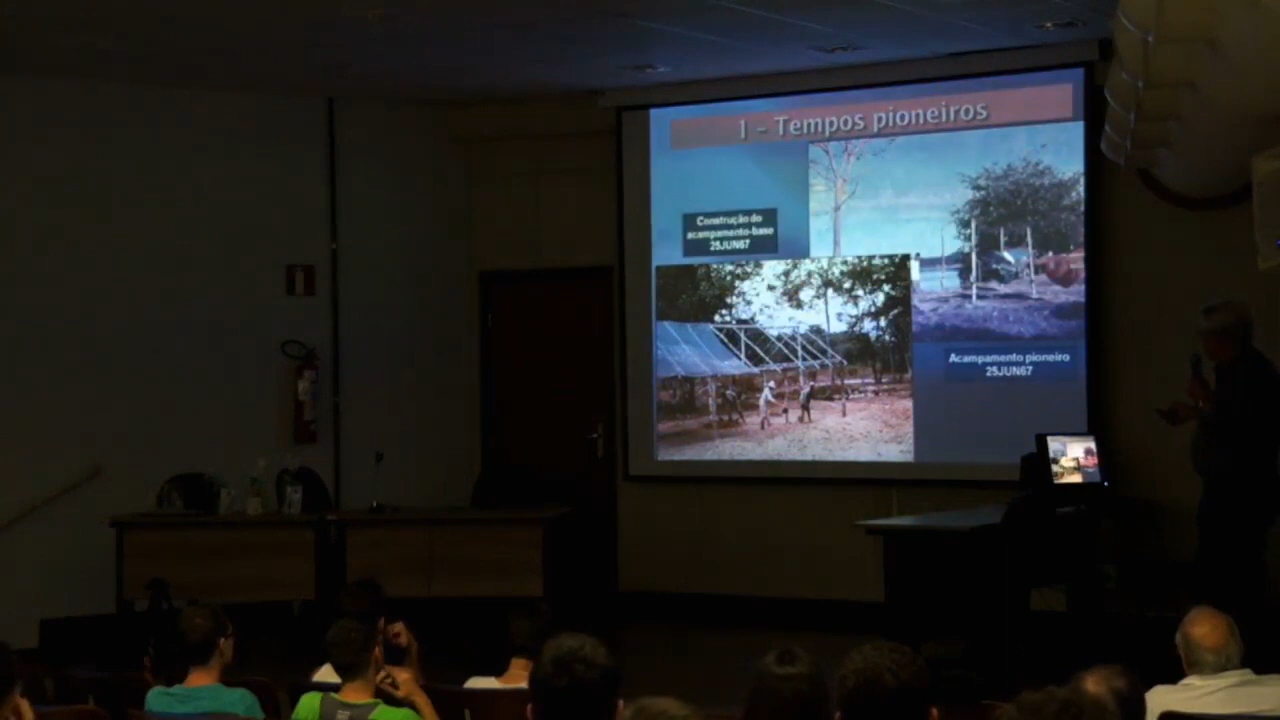 1 - Tempos pioneiros
Construção do
acampamento-base
25JUN67
Acampamento pioneiro
25JUN67